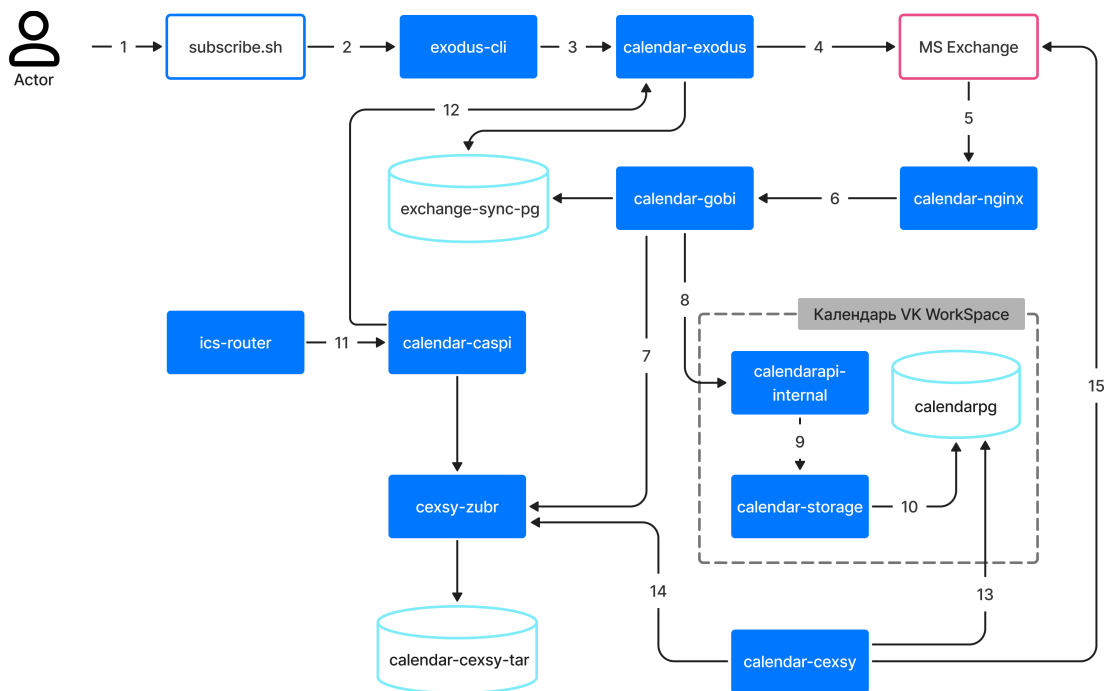 1
subscribe.sh
2
exodus-cli
3
calendar-exodus
4
MS Exchange
Actor
12
5
exchange-sync-pg
calendar-gobi
6
calendar-nginx
8
Календарь VK WorkSpace
ics-router
11
calendar-caspi
7
calendarapi-
internal
calendarpg
15
9
cexsy-zubr
calendar-storage
10
14
13
calendar-cexsy-tar
calendar-cexsy